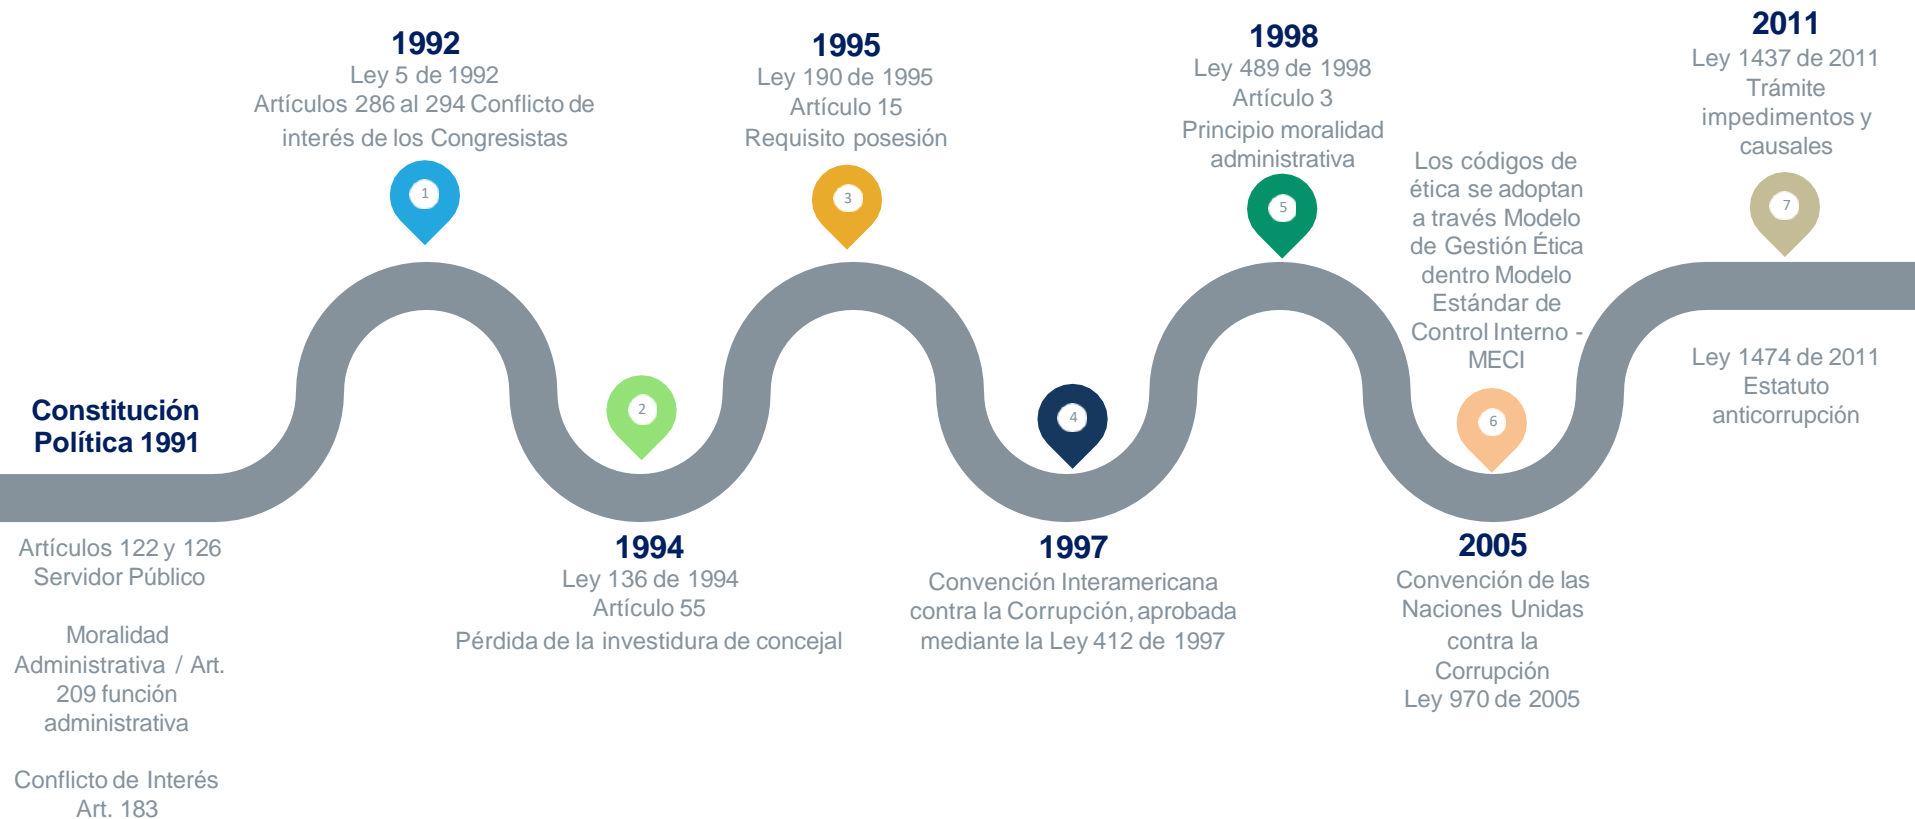 Constitución
Política 1991
Artículos 122 y 126
Servidor Público
Moralidad
Administrativa / Art.
209 función
administrativa
Conflicto de Interés
Art. 183
1992
Ley 5 de 1992
Artículos 286 al 294 Conflicto de
interés de los Congresistas
1
2
1994
Ley 136 de 1994
Artículo 55
Pérdida de la investidura de concejal
1995
Ley 190 de 1995
Artículo 15
Requisito posesión
3
4
1997
Convención Interamericana
contra la Corrupción, aprobada
mediante la Ley 412 de 1997
1998
Ley 489 de 1998
Artículo 3
Principio moralidad
administrativa
5
Los códigos de
ética se adoptan
a través Modelo
de Gestión Ética
dentro Modelo
Estándar de
Control Interno -
MECI
6
2005
Convención de las
Naciones Unidas
contra la
Corrupción
Ley 970 de 2005
2011
Ley 1437 de 2011
Trámite
impedimentos y
causales
7
Ley 1474 de 2011
Estatuto
anticorrupción